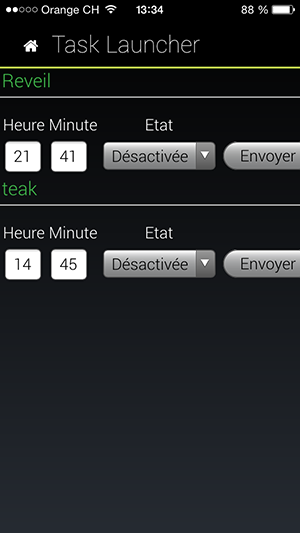 Orange CH 13:34 88 %
Task Launcher
Reveil
Heure Minute Etat
21 41 Désactivée Envoyer
teak
Heure Minute Etat
14 45 Désactivée Envoyer